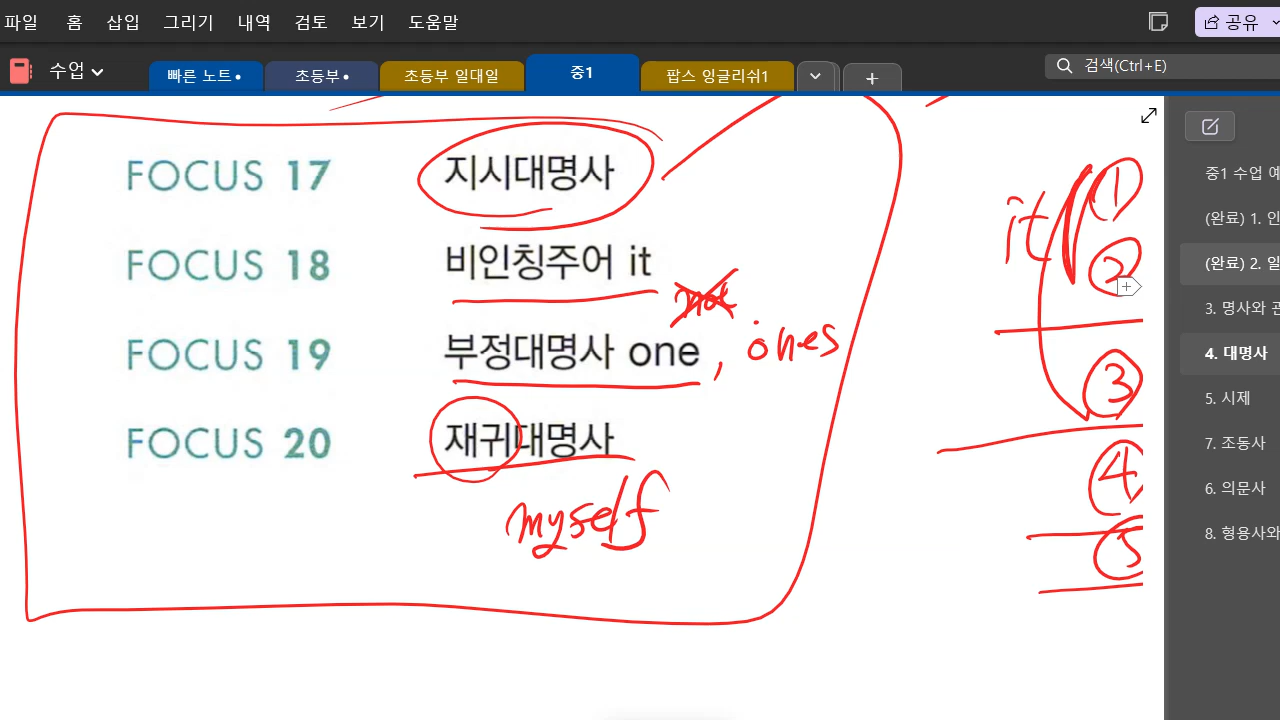 파일 홈 삽입 그리기 내역 검토 보기 도움말 공유
수업 빠른 노트 초등부 초등부 일대일 중1 팝스 잉글리쉬1 + 검색(Ctrl+E)
FOCUS 17 지시대명사
FOCUS 18 비인칭주어 it
not
FOCUS 19 부정대명사 one , ones
FOCUS 20 재귀대명사
myself
it ①
②
③
④
⑤
중1 수업 예
(완료) 1. 인
(완료) 2. 일
3. 명사와 관
4. 대명사
5. 시제
7. 조동사
6. 의문사
8. 형용사와